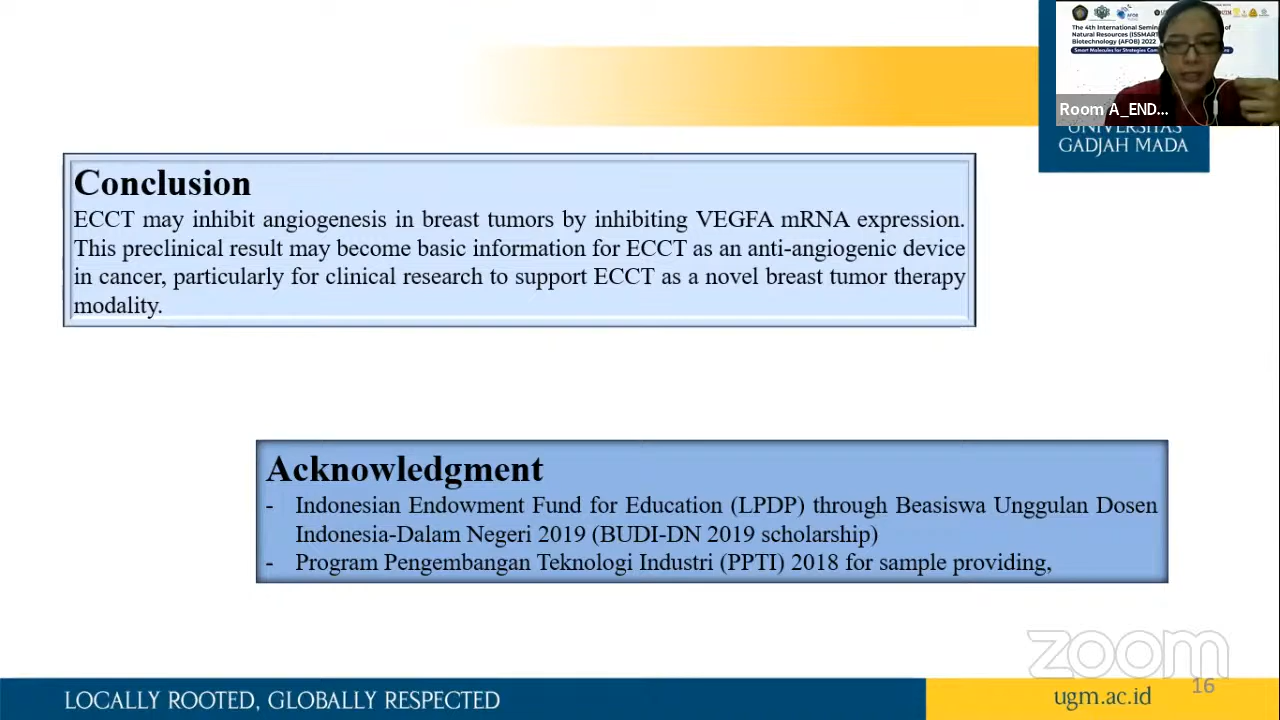 The 4th International Semin
Natural Resources (ISSMART
Biotechnology (AFOB) 2022
Smart Molecules for Strategies
Room A_END...
UNIVERSITAS
GADJAH MADA
Conclusion
ECCT may inhibit angiogenesis in breast tumors by inhibiting VEGFA mRNA expression.
This preclinical result may become basic information for ECCT as an anti-angiogenic device
in cancer, particularly for clinical research to support ECCT as a novel breast tumor therapy
modality.
Acknowledgment
- Indonesian Endowment Fund for Education (LPDP) through Beasiswa Unggulan Dosen
Indonesia-Dalam Negeri 2019 (BUDI-DN 2019 scholarship)
- Program Pengembangan Teknologi Industri (PPTI) 2018 for sample providing,
zoom
LOCALLY ROOTED, GLOBALLY RESPECTED
ugm.ac.id
16